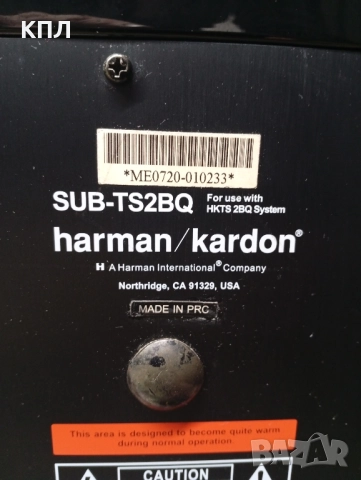 КПЛ
*ME0720-010233*
SUB-TS2BQ For use with
HKTS 2BQ System
harman/kardon®
H A Harman International® Company
Northridge, CA 91329, USA
MADE IN PRC
This area is designed to become quite warm
during normal operation.
CAUTION
BAZAR